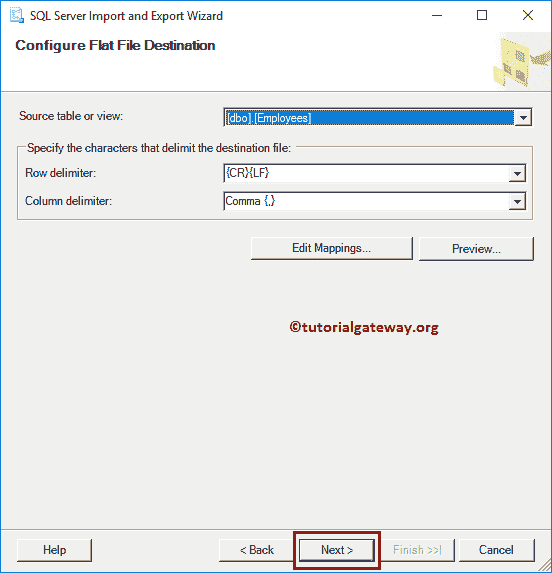 SQL Server Import and Export Wizard
Configure Flat File Destination
Source table or view: [dbo].[Employees]
Specify the characters that delimit the destination file:
Row delimiter: {CR}{LF}
Column delimiter: Comma {,}
Edit Mappings... Preview...
©tutorialgateway.org
Help < Back Next > Finish >>| Cancel